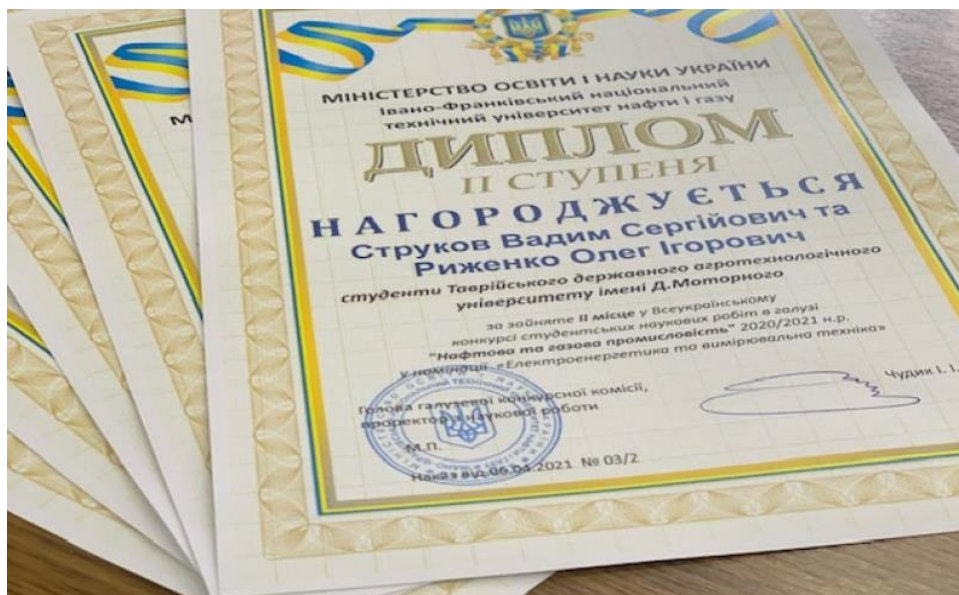 МІНІСТЕРСТВО ОСВІТИ І НАУКИ УКРАЇНИ
Івано-Франківський національний
технічний університет нафти і газу
ДИПЛОМ
ІІ СТУПЕНЯ
НАГОРОДЖУЄТЬСЯ
Струков Вадим Сергійович та
Риженко Олег Ігорович
студенти Таврійського державного агротехнологічного
університету імені Д.Моторного
за зайняте ІІ місце у Всеукраїнському
конкурсі студентських наукових робіт в галузі
"Нафтова та газова промисловість" 2020/2021 н.р.
у номінації «Електроенергетика та вимірювальна техніка»
Голова галузевої конкурсної комісії,
проректор з наукової роботи
Чудик І. І.
М.П.
Наказ від 06.04.2021 № 03/2